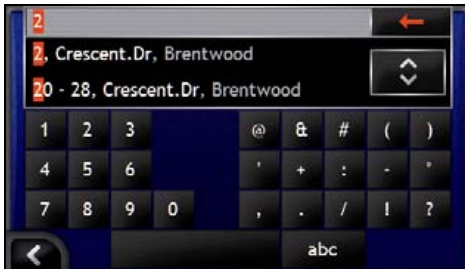 2
2, Crescent.Dr, Brentwood
20 - 28, Crescent.Dr, Brentwood
1 2 3 @ & # ( )
4 5 6 ' + : - °
7 8 9 0 , . / ! ?
abc